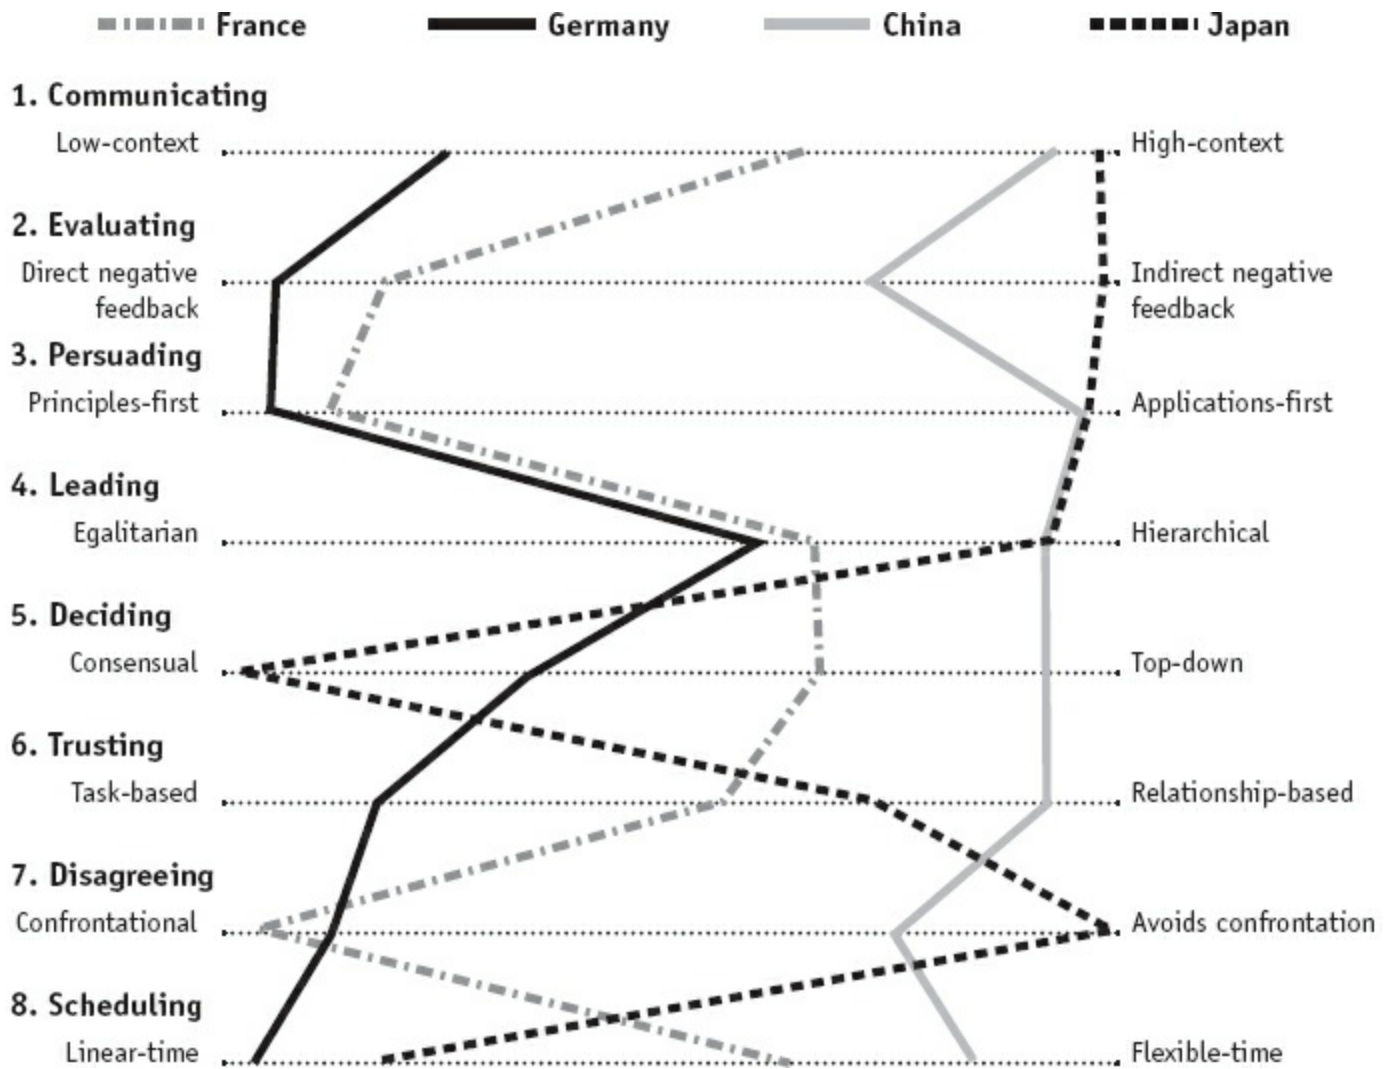 France Germany China Japan
1. Communicating
Low-context High-context
2. Evaluating
Direct negative Indirect negative
feedback feedback
3. Persuading
Principles-first Applications-first
4. Leading
Egalitarian Hierarchical
5. Deciding
Consensual Top-down
6. Trusting
Task-based Relationship-based
7. Disagreeing
Confrontational Avoids confrontation
8. Scheduling
Linear-time Flexible-time